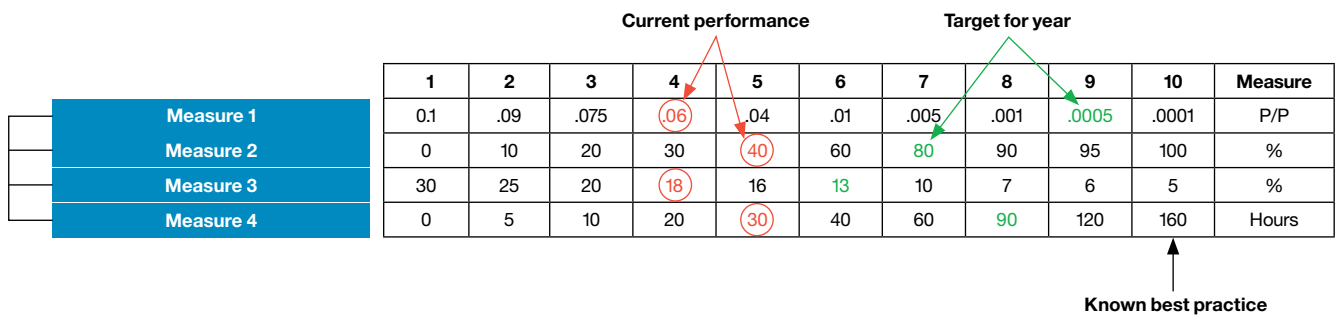 Current performance Target for year
1 2 3 4 5 6 7 8 9 10 Measure
Measure 1 0.1 .09 .075 .06 .04 .01 .005 .001 .0005 .0001 P/P
Measure 2 0 10 20 30 40 60 80 90 95 100 %
Measure 3 30 25 20 18 16 13 10 7 6 5 %
Measure 4 0 5 10 20 30 40 60 90 120 160 Hours
Known best practice